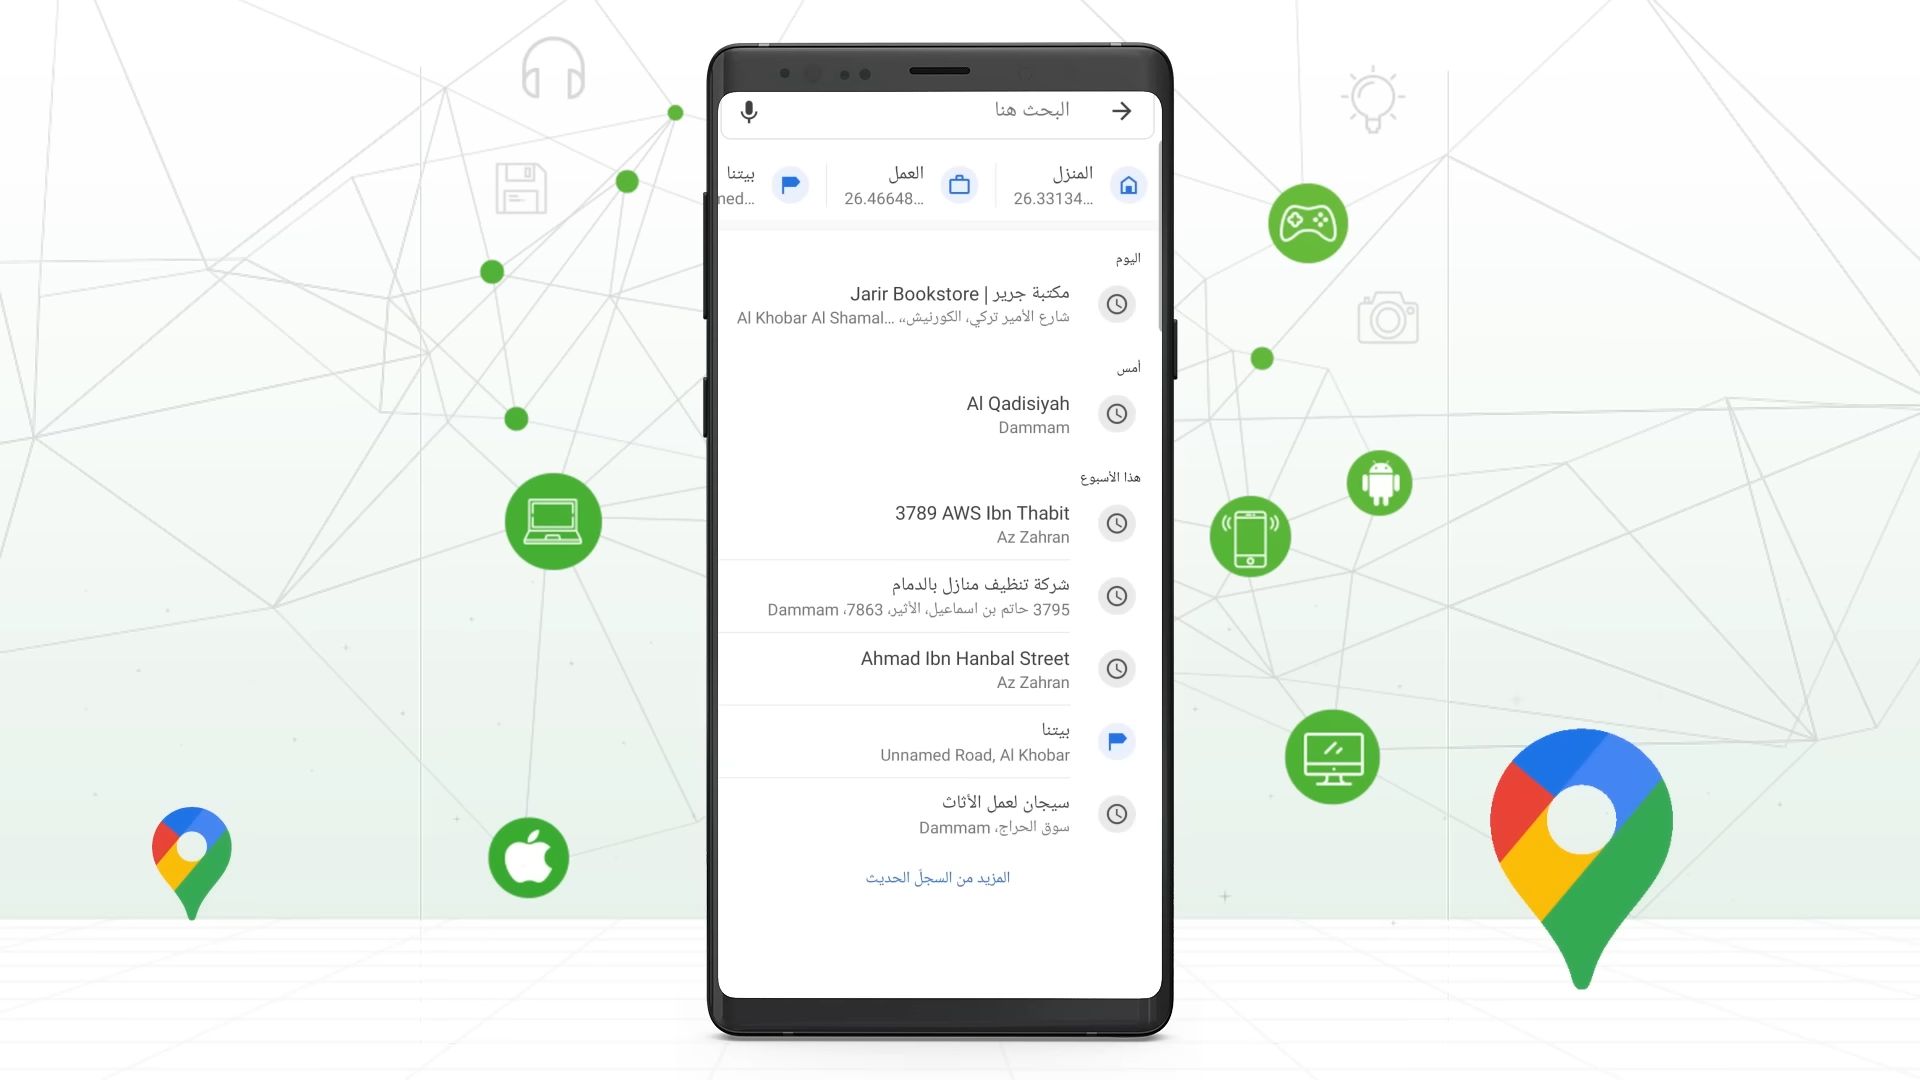 البحث هنا
المنزل
26.33134...
العمل
26.46648...
بيتنا
ned...
اليوم
مكتبة جرير | Jarir Bookstore
شارع الأمير تركي، الكورنيش،، Al Khobar Al Shamal...
أمس
Al Qadisiyah
Dammam
هذا الأسبوع
3789 AWS Ibn Thabit
Az Zahran
شركة تنظيف منازل بالدمام
3795 حاتم بن اسماعيل، الأثير، 7863، Dammam
Ahmad Ibn Hanbal Street
Az Zahran
بيتنا
Unnamed Road, Al Khobar
سيجان لعمل الأثاث
سوق الحراج، Dammam
المزيد من السجلّ الحديث